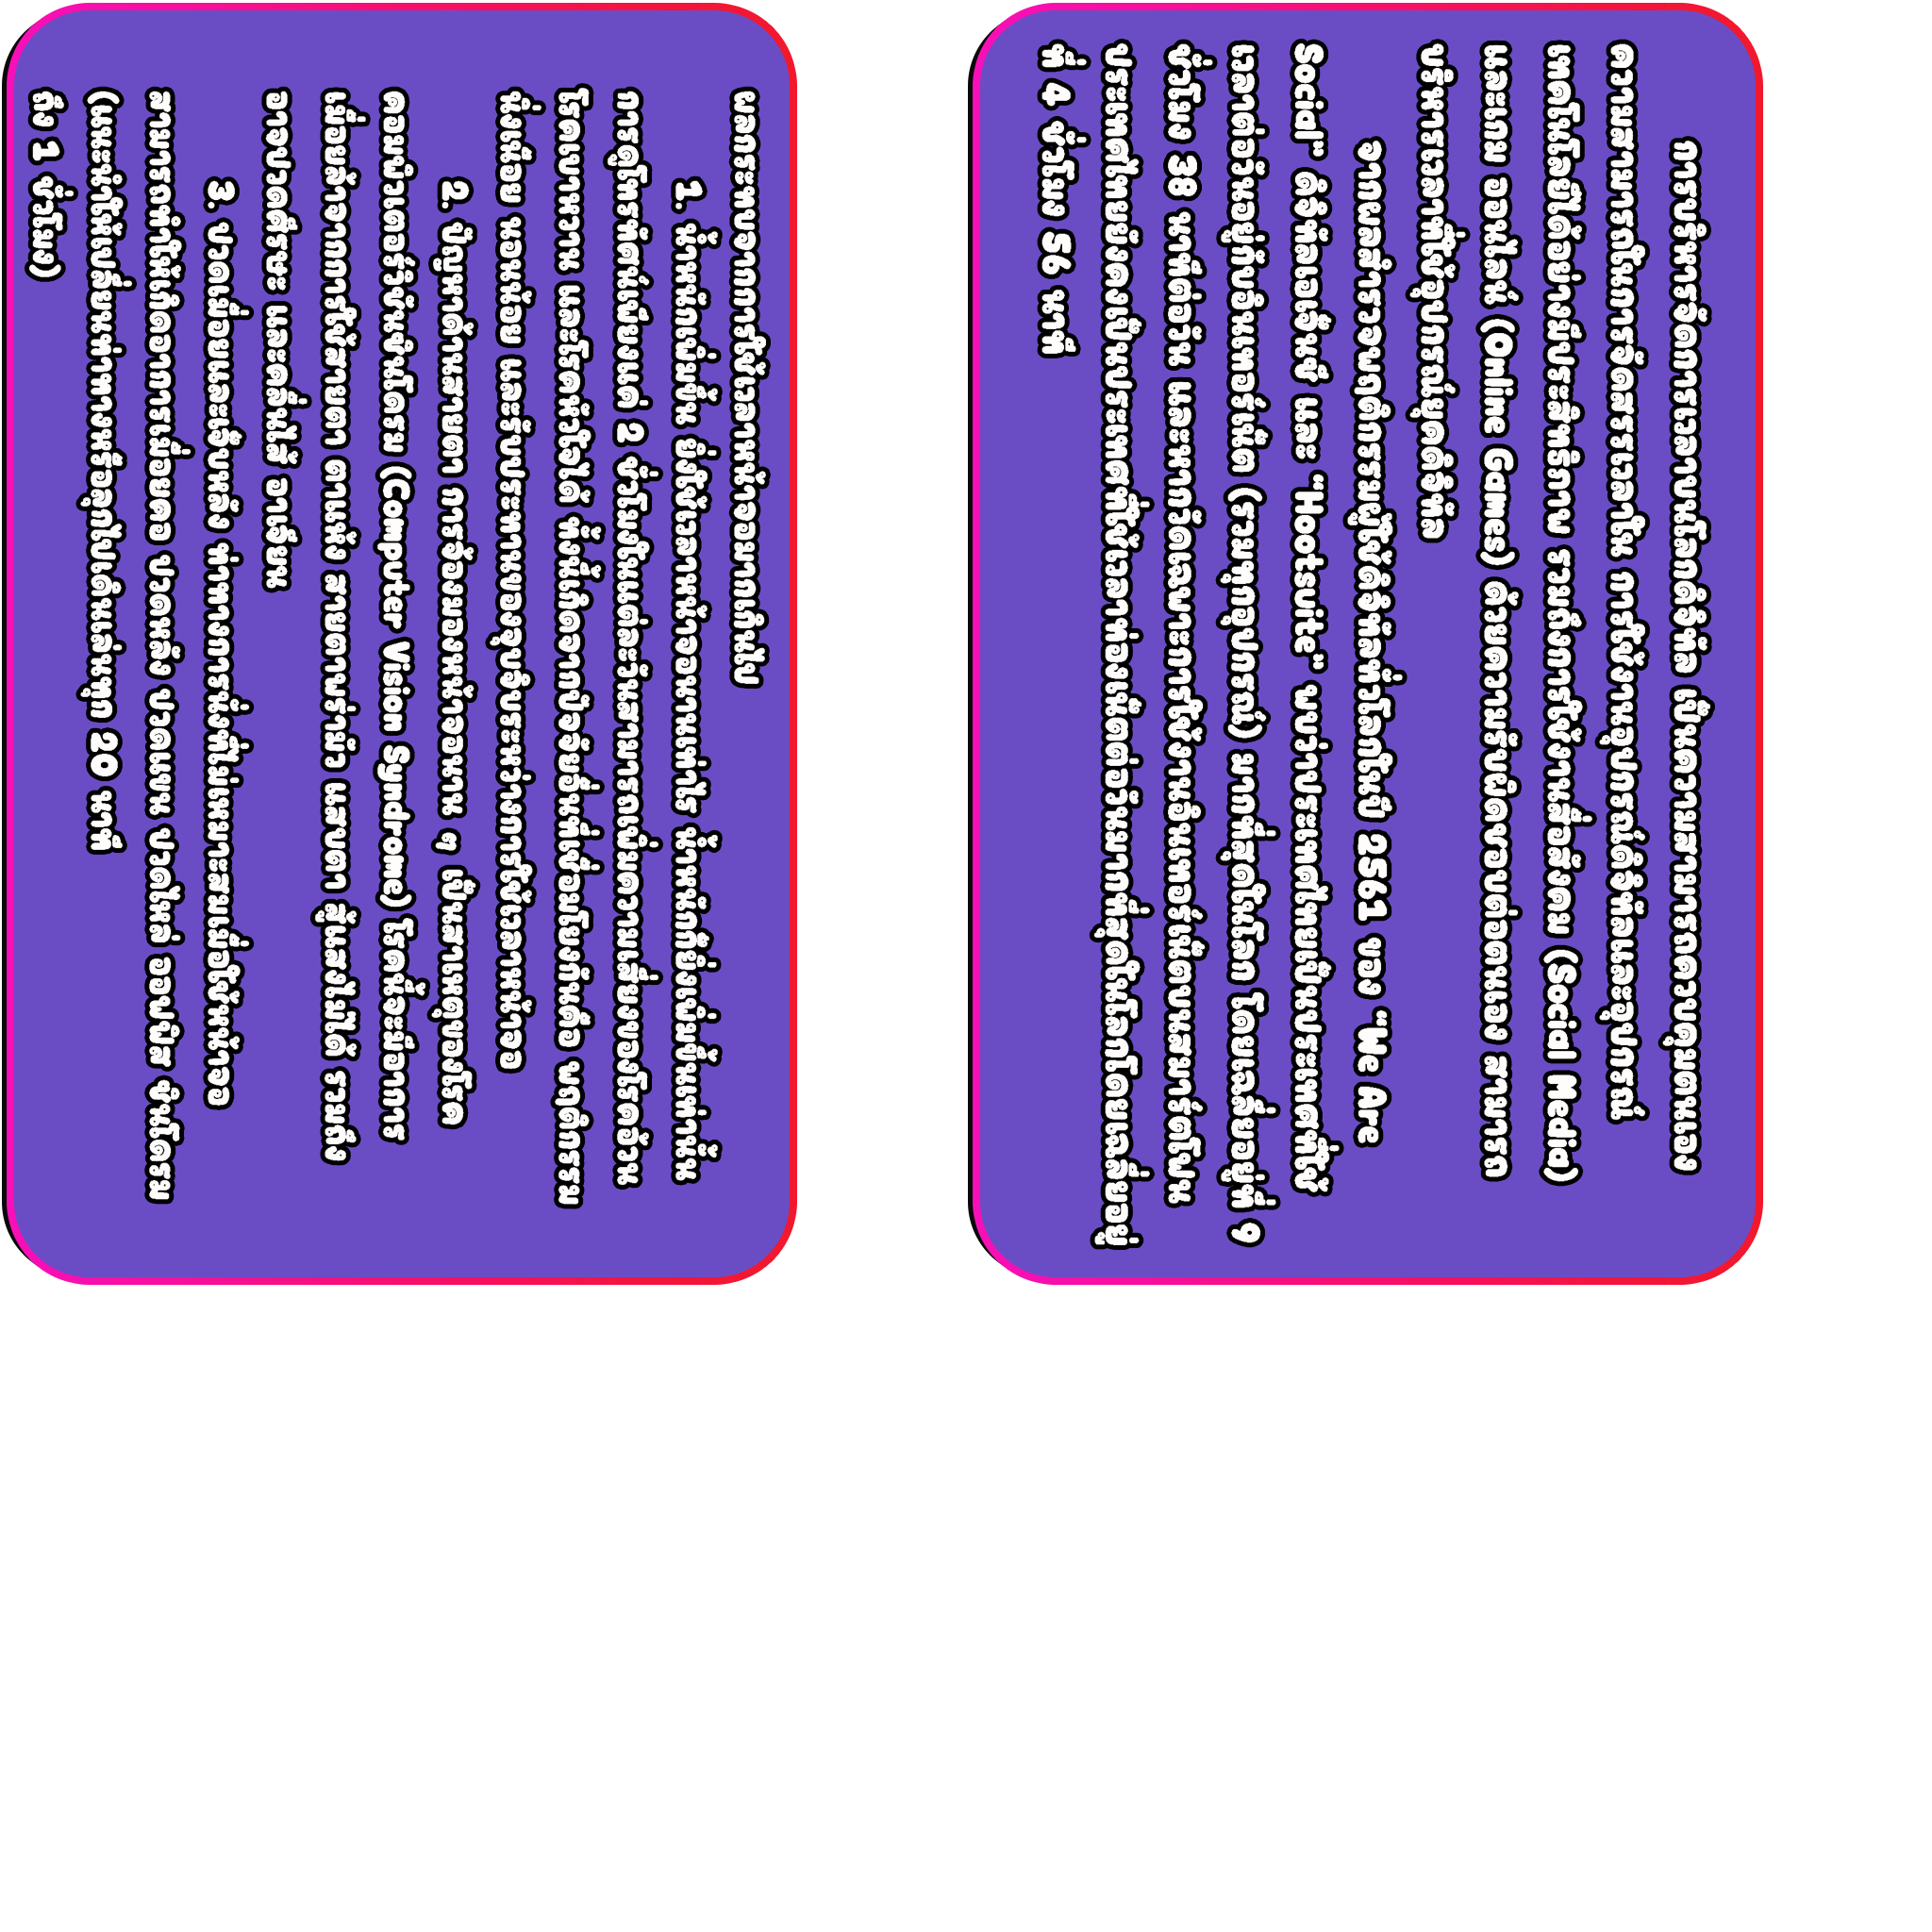 การบริหารจัดการเวลาบนโลกดิจิทัล เป็นความสามารถควบคุมตนเอง
ความสามารถในการจัดสรรเวลาใน การใช้งานอุปกรณ์ดิจิทัลและอุปกรณ์
เทคโนโลยีได้อย่างมีประสิทธิภาพ รวมถึงการใช้งานสื่อสังคม (Social Media)
และเกม ออนไลน์ (Online Games) ด้วยความรับผิดชอบต่อตนเอง สามารถ
บริหารเวลาที่ใช้อุปกรณ์ยุคดิจิทัล
จากผลสำรวจพฤติกรรมผู้ใช้ดิจิทัลทั่วโลกในปี 2561 ของ "We Are
Social" ดิจิทัลเอเจนซี่ และ "Hootsuite" พบว่าประเทศไทยเป็นประเทศที่ใช้
เวลาต่อวันอยู่กับอินเทอร์เน็ต (รวมทุกอุปกรณ์) มากที่สุดในโลก โดยเฉลี่ยอยู่ที่ 9
ชั่วโมง 38 นาทีต่อวัน และหากวัดเฉพาะการใช้งานอินเทอร์เน็ตบนสมาร์ตโฟน
ประเทศไทยยังคงเป็นประเทศที่ใช้เวลาท่องเน็ตต่อวันมากที่สุดในโลกโดยเฉลี่ยอยู่
ที่ 4 ชั่วโมง 56 นาที
ผลกระทบจากการใช้เวลาหน้าจอมากเกินไป
1. น้ำหนักเพิ่มขึ้น ยิ่งใช้เวลาหน้าจอนานเท่าไร น้ำหนักก็ยิ่งเพิ่มขึ้นเท่านั้น
การดูโทรทัศน์เพียงแค่ 2 ชั่วโมงในแต่ละวันสามารถเพิ่มความเสี่ยงของโรคอ้วน
โรคเบาหวาน และโรคหัวใจได้ ทั้งนี้เกิดจากปัจจัยอื่นที่เชื่อมโยงกันคือ พฤติกรรม
นั่งเนือย นอนน้อย และรับประทานของจุบจิบระหว่างการใช้เวลาหน้าจอ
2. ปัญหาด้านสายตา การจ้องมองหน้าจอนาน ๆ เป็นสาเหตุของโรค
คอมพิวเตอร์วิชันซินโดรม (Computer Vision Syndrome) โรคนี้จะมีอาการ
เมื่อยล้าจากการใช้สายตา ตาแห้ง สายตาพร่ามัว แสบตา สู้แสงไม่ได้ รวมถึง
อาจปวดศีรษะ และคลื่นไส้ อาเจียน
3. ปวดเมื่อยและเจ็บหลัง ท่าทางการนั่งที่ไม่เหมาะสมเมื่อใช้หน้าจอ
สามารถทำให้เกิดอาการเมื่อยคอ ปวดหลัง ปวดแขน ปวดไหล่ ออฟฟิศ ซินโดรม
(แนะนำให้เปลี่ยนท่าทางหรือลุกไปเดินเล่นทุก 20 นาที
ถึง 1 ชั่วโมง)